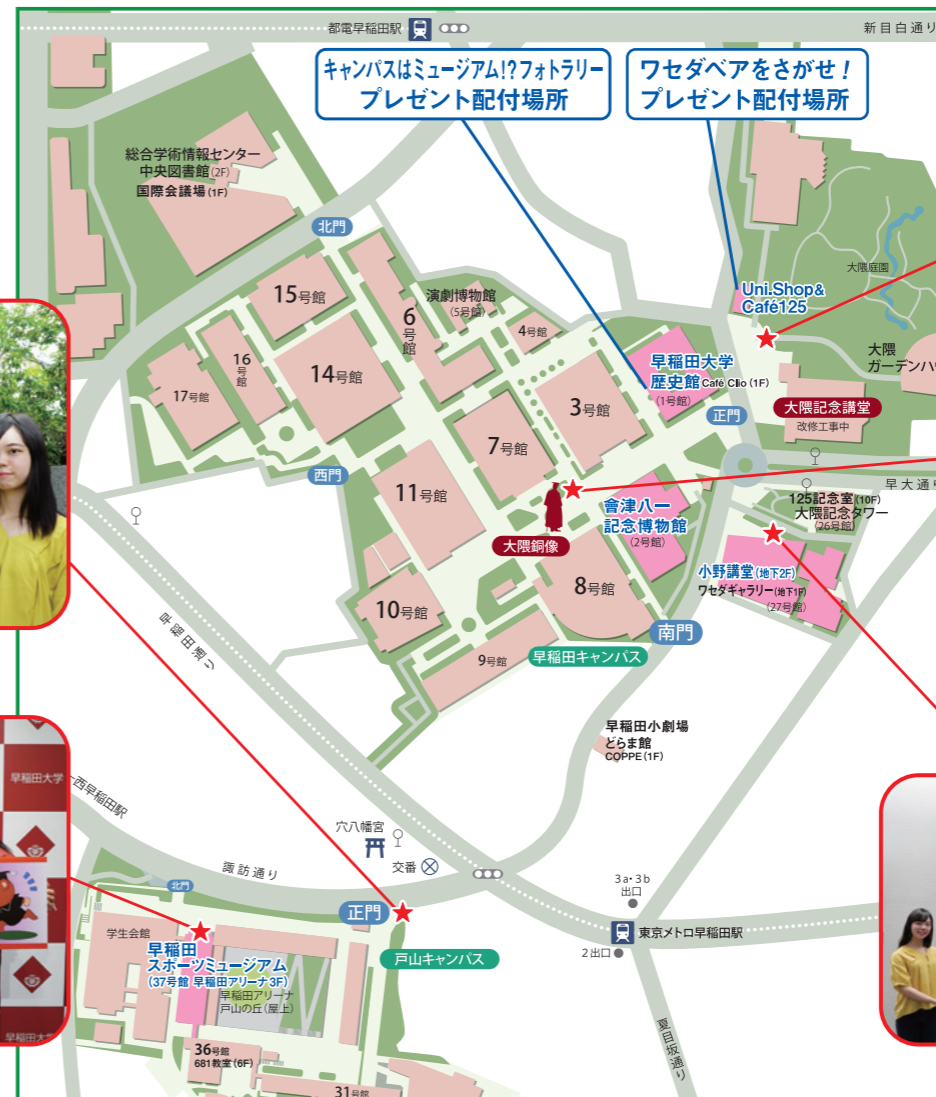 都電早稲田駅
新目白通り
キャンパスはミュージアム!?フォトラリー
プレゼント配付場所
ワセダベアをさがせ！
プレゼント配付場所
総合学術情報センター
中央図書館(2F)
国際会議場(1F)
北門
15号館
6号館
演劇博物館
(5号館)
4号館
大隈庭園
Uni.Shop&
Café125
16号館
14号館
17号館
3号館
早稲田大学
歴史館 Café Clio (1F)
(1号館)
大隈
ガーデンハ
正門
大隈記念講堂
改修工事中
7号館
西門
11号館
早大通り
會津八一
記念博物館
(2号館)
125記念室(10F)
大隈記念タワー
(26号館)
大隈銅像
小野講堂(地下2F)
ワセダギャラリー(地下1F)
(27号館)
8号館
10号館
南門
9号館
早稲田キャンパス
早稲田通り
早稲田小劇場
どらま館
COPPE(1F)
早稲田大学
西早稲田駅
穴八幡宮
交番
諏訪通り
3a・3b
出口
北門
正門
東京メトロ早稲田駅
2出口
学生会館
早稲田
スポーツミュージアム
(37号館 早稲田アリーナ3F)
戸山キャンパス
早稲田アリーナ
戸山の丘(屋上)
夏目坂通り
早稲田大学
36号館
681教室(6F)
31号館